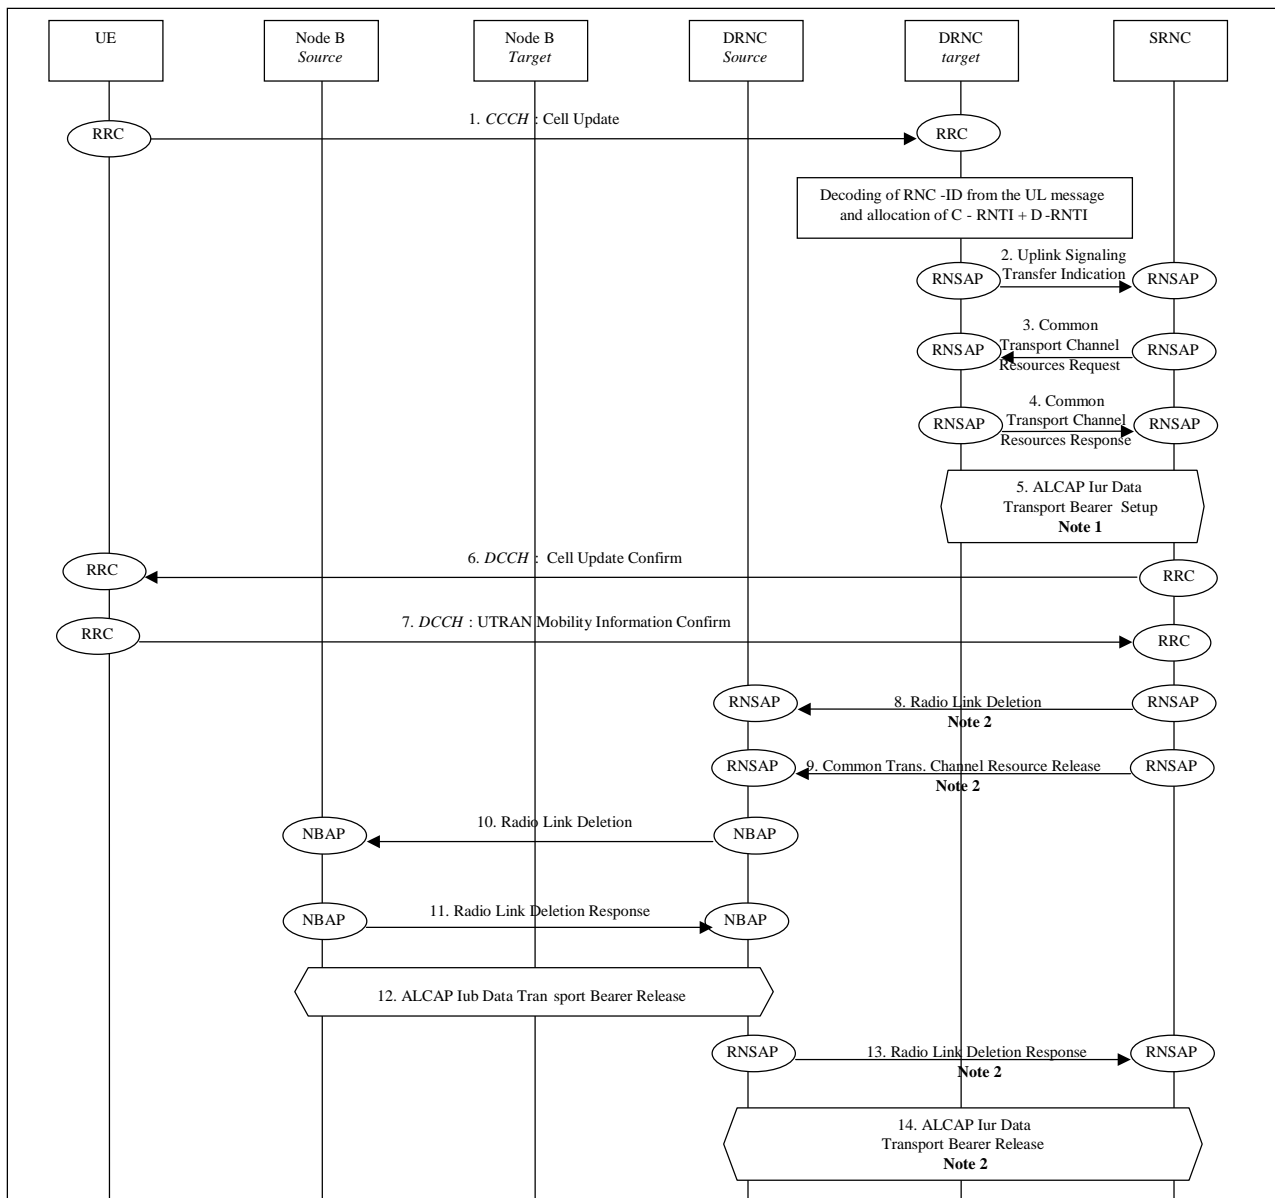 UE
Node B
Source
Node B
Target
DRNC
Source
DRNC
target
SRNC
1. CCCH : Cell Update
RRC
RRC
Decoding of RNC -ID from the UL message
and allocation of C - RNTI + D -RNTI
2. Uplink Signaling
Transfer Indication
RNSAP
RNSAP
3. Common
Transport Channel
Resources Request
RNSAP
RNSAP
4. Common
Transport Channel
Resources Response
RNSAP
RNSAP
5. ALCAP Iur Data
Transport Bearer Setup
Note 1
6. DCCH : Cell Update Confirm
RRC
RRC
7. DCCH : UTRAN Mobility Information Confirm
RRC
RRC
RNSAP
8. Radio Link Deletion
Note 2
RNSAP
RNSAP
9. Common Trans. Channel Resource Release
Note 2
RNSAP
10. Radio Link Deletion
NBAP
NBAP
11. Radio Link Deletion Response
NBAP
NBAP
12. ALCAP Iub Data Tran sport Bearer Release
RNSAP
13. Radio Link Deletion Response
Note 2
RNSAP
14. ALCAP Iur Data
Transport Bearer Release
Note 2